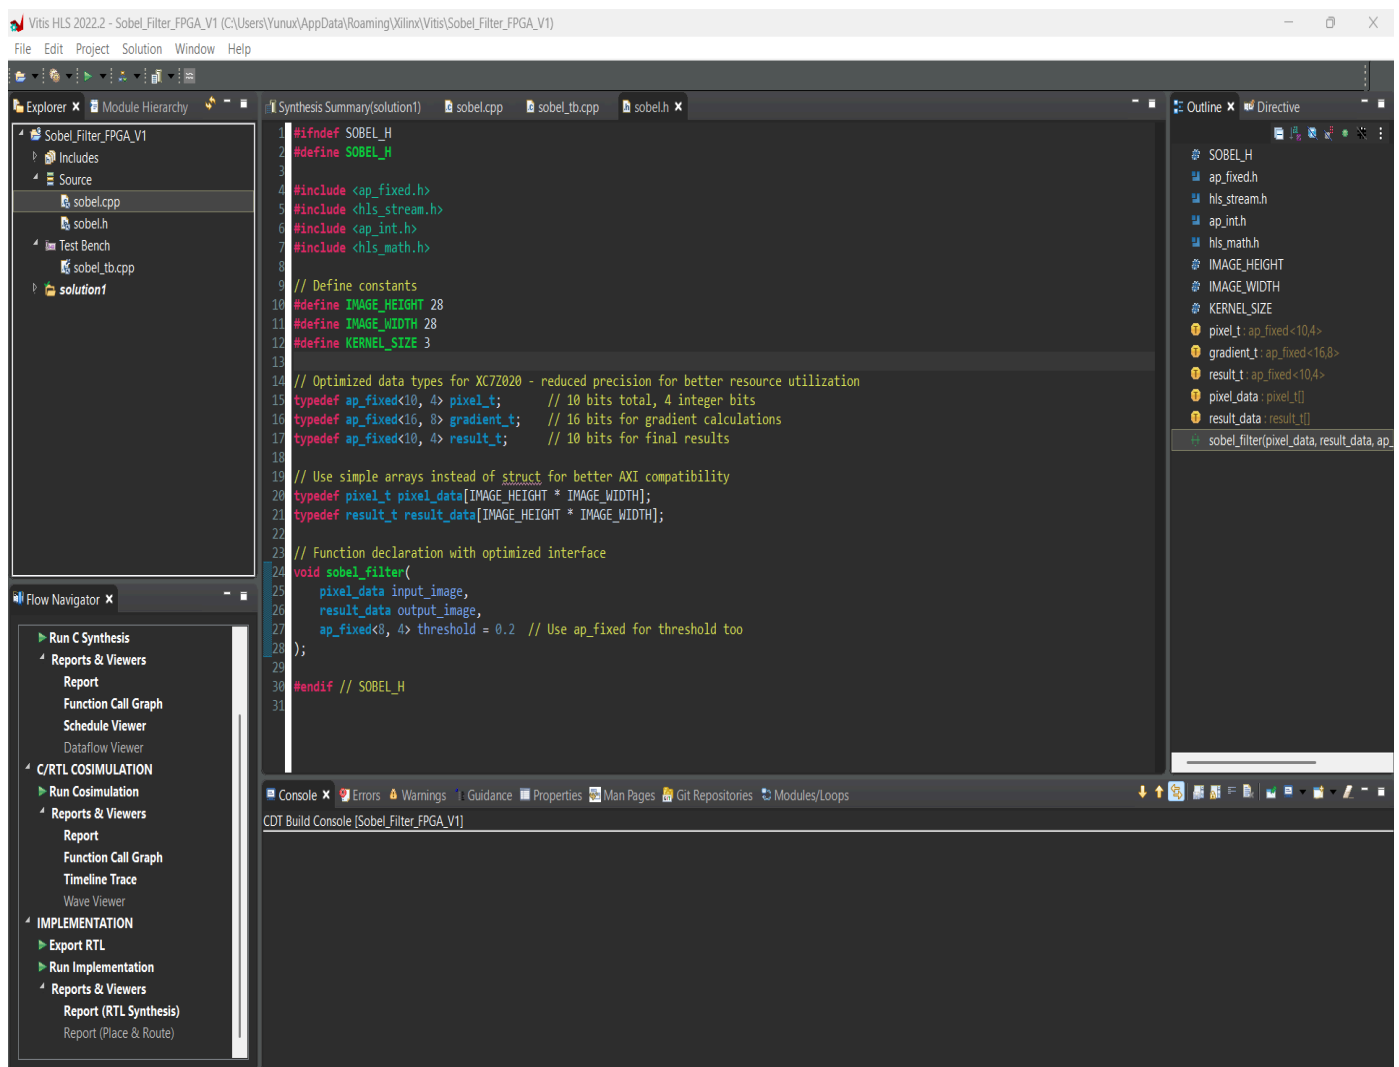 Vitis HLS 2022.2 - Sobel_Filter_FPGA_V1 (C:\Users\Yunux\AppData\Roaming\Xilinx\Vitis\Sobel_Filter_FPGA_V1)
File Edit Project Solution Window Help
Explorer Module Hierarchy
Sobel_Filter_FPGA_V1
Includes
Source
sobel.cpp
sobel.h
Test Bench
sobel_tb.cpp
solution1
Flow Navigator
Run C Synthesis
Reports & Viewers
Report
Function Call Graph
Schedule Viewer
Dataflow Viewer
C/RTL COSIMULATION
Run Cosimulation
Reports & Viewers
Report
Function Call Graph
Timeline Trace
Wave Viewer
IMPLEMENTATION
Export RTL
Run Implementation
Reports & Viewers
Report (RTL Synthesis)
Report (Place & Route)
Synthesis Summary(solution1) sobel.cpp sobel_tb.cpp sobel.h
1 #ifndef SOBEL_H
2 #define SOBEL_H
3
4 #include <ap_fixed.h>
5 #include <hls_stream.h>
6 #include <ap_int.h>
7 #include <hls_math.h>
8
9 // Define constants
10 #define IMAGE_HEIGHT 28
11 #define IMAGE_WIDTH 28
12 #define KERNEL_SIZE 3
13
14 // Optimized data types for XC7Z020 - reduced precision for better resource utilization
15 typedef ap_fixed<10, 4> pixel_t; // 10 bits total, 4 integer bits
16 typedef ap_fixed<16, 8> gradient_t; // 16 bits for gradient calculations
17 typedef ap_fixed<10, 4> result_t; // 10 bits for final results
18
19 // Use simple arrays instead of struct for better AXI compatibility
20 typedef pixel_t pixel_data[IMAGE_HEIGHT * IMAGE_WIDTH];
21 typedef result_t result_data[IMAGE_HEIGHT * IMAGE_WIDTH];
22
23 // Function declaration with optimized interface
24 void sobel_filter(
25 pixel_data input_image,
26 result_data output_image,
27 ap_fixed<8, 4> threshold = 0.2 // Use ap_fixed for threshold too
28 );
29
30 #endif // SOBEL_H
31
Outline Directive
SOBEL_H
ap_fixed.h
hls_stream.h
ap_int.h
hls_math.h
IMAGE_HEIGHT
IMAGE_WIDTH
KERNEL_SIZE
pixel_t : ap_fixed<10,4>
gradient_t : ap_fixed<16,8>
result_t : ap_fixed<10,4>
pixel_data : pixel_t[]
result_data : result_t[]
sobel_filter(pixel_data, result_data, ap_
Console Errors Warnings Guidance Properties Man Pages Git Repositories Modules/Loops
CDT Build Console [Sobel_Filter_FPGA_V1]